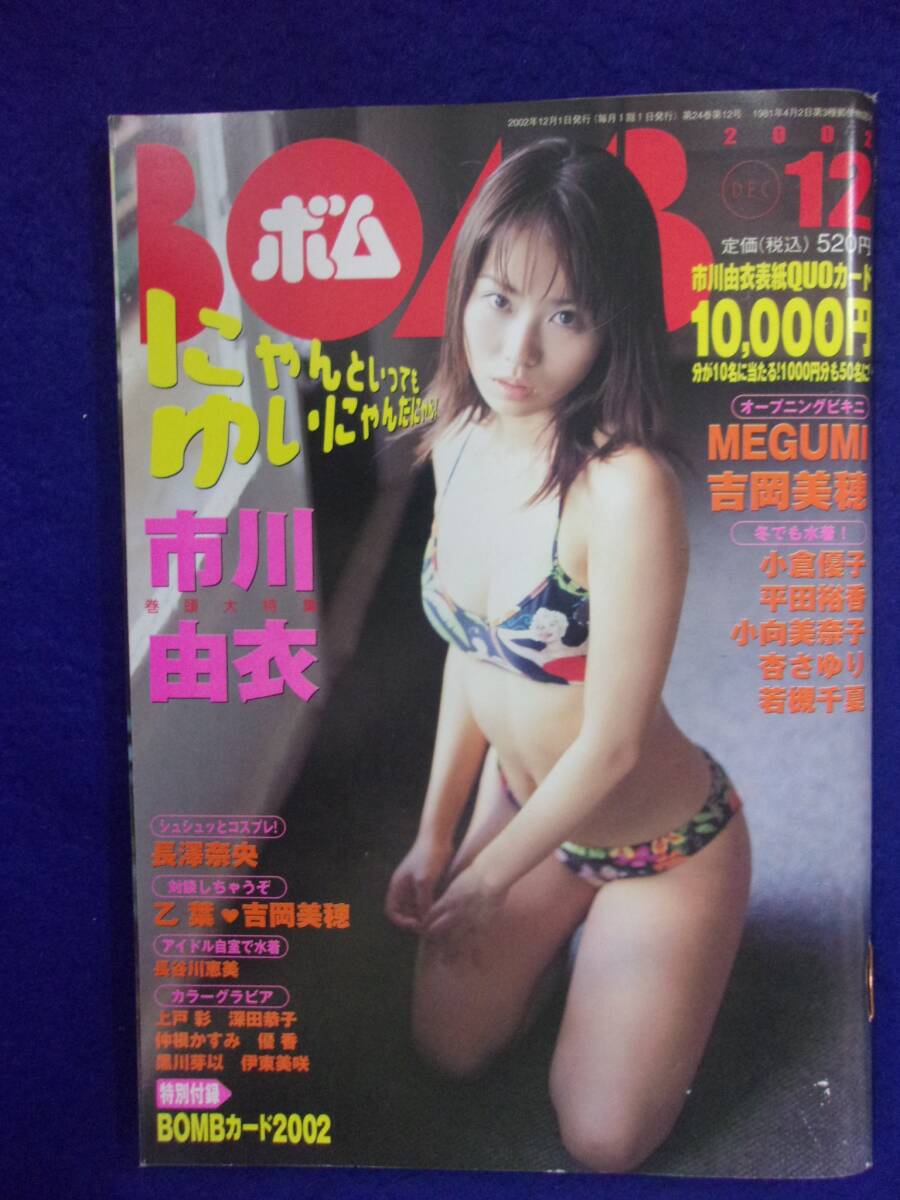 2002年12月1日発行(毎月1回1日発行) 第24巻第12号 1981年4月2日第3種郵便物認可
BOMB
ボム
2002
DEC
12
定価(税込)520円
市川由衣表紙QUOカード
10,000円
分が10名に当たる!1000円分も50名に
にゃんといっても
ゆいにゃんだにゃん!
市川
巻頭大特集
由衣
オープニングビキニ
MEGUMI
吉岡美穂
冬でも水着!
小倉優子
平田裕香
小向美奈子
杏さゆり
若槻千夏
シュシュッとコスプレ!
長澤奈央
対談しちゃうぞ
乙葉♥吉岡美穂
アイドル自室で水着
長谷川恵美
カラーグラビア
上戸彩 深田恭子
仲根かすみ 優香
黒川芽以 伊東美咲
特別付録
BOMBカード2002